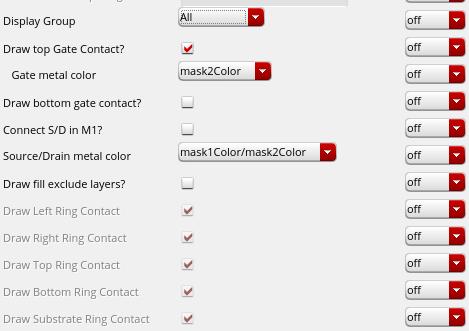 Display Group All off
Draw top Gate Contact? off
Gate metal color mask2Color off
Draw bottom gate contact? off
Connect S/D in M1? off
Source/Drain metal color mask1Color/mask2Color off
Draw fill exclude layers? off
Draw Left Ring Contact off
Draw Right Ring Contact off
Draw Top Ring Contact off
Draw Bottom Ring Contact off
Draw Substrate Ring Contact off